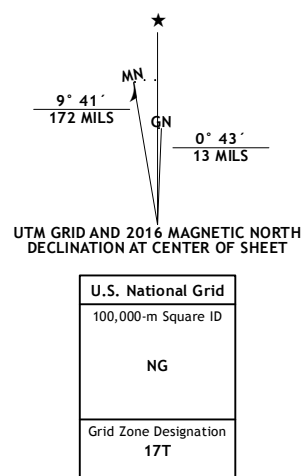 ★
MN
GN
9° 41´
172 MILS
0° 43´
13 MILS
UTM GRID AND 2016 MAGNETIC NORTH
DECLINATION AT CENTER OF SHEET
U.S. National Grid
100,000-m Square ID
NG
Grid Zone Designation
17T